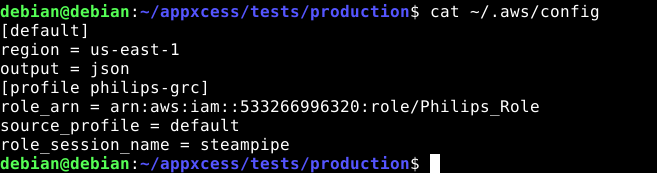 debian@debian:~/appxcess/tests/production$ cat ~/.aws/config
[default]
region = us-east-1
output = json
[profile philips-grc]
role_arn = arn:aws:iam::533266996320:role/Philips_Role
source_profile = default
role_session_name = steampipe
debian@debian:~/appxcess/tests/production$